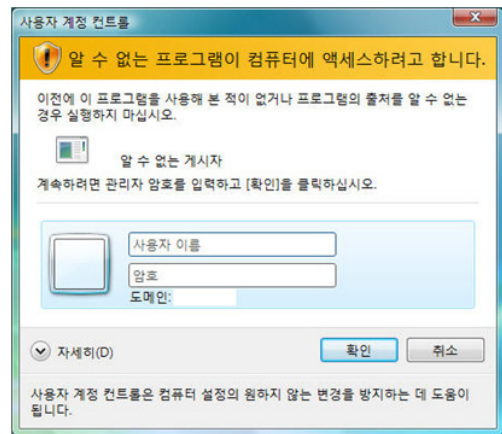 사용자 계정 컨트롤
알 수 없는 프로그램이 컴퓨터에 액세스하려고 합니다.
이전에 이 프로그램을 사용해 본 적이 없거나 프로그램의 출처를 알 수 없는
경우 실행하지 마십시오.
알 수 없는 게시자
계속하려면 관리자 암호를 입력하고 [확인]을 클릭하십시오.
사용자 이름
암호
도메인:
자세히(D)
확인
취소
사용자 계정 컨트롤은 컴퓨터 설정의 원하지 않는 변경을 방지하는 데 도움이
됩니다.